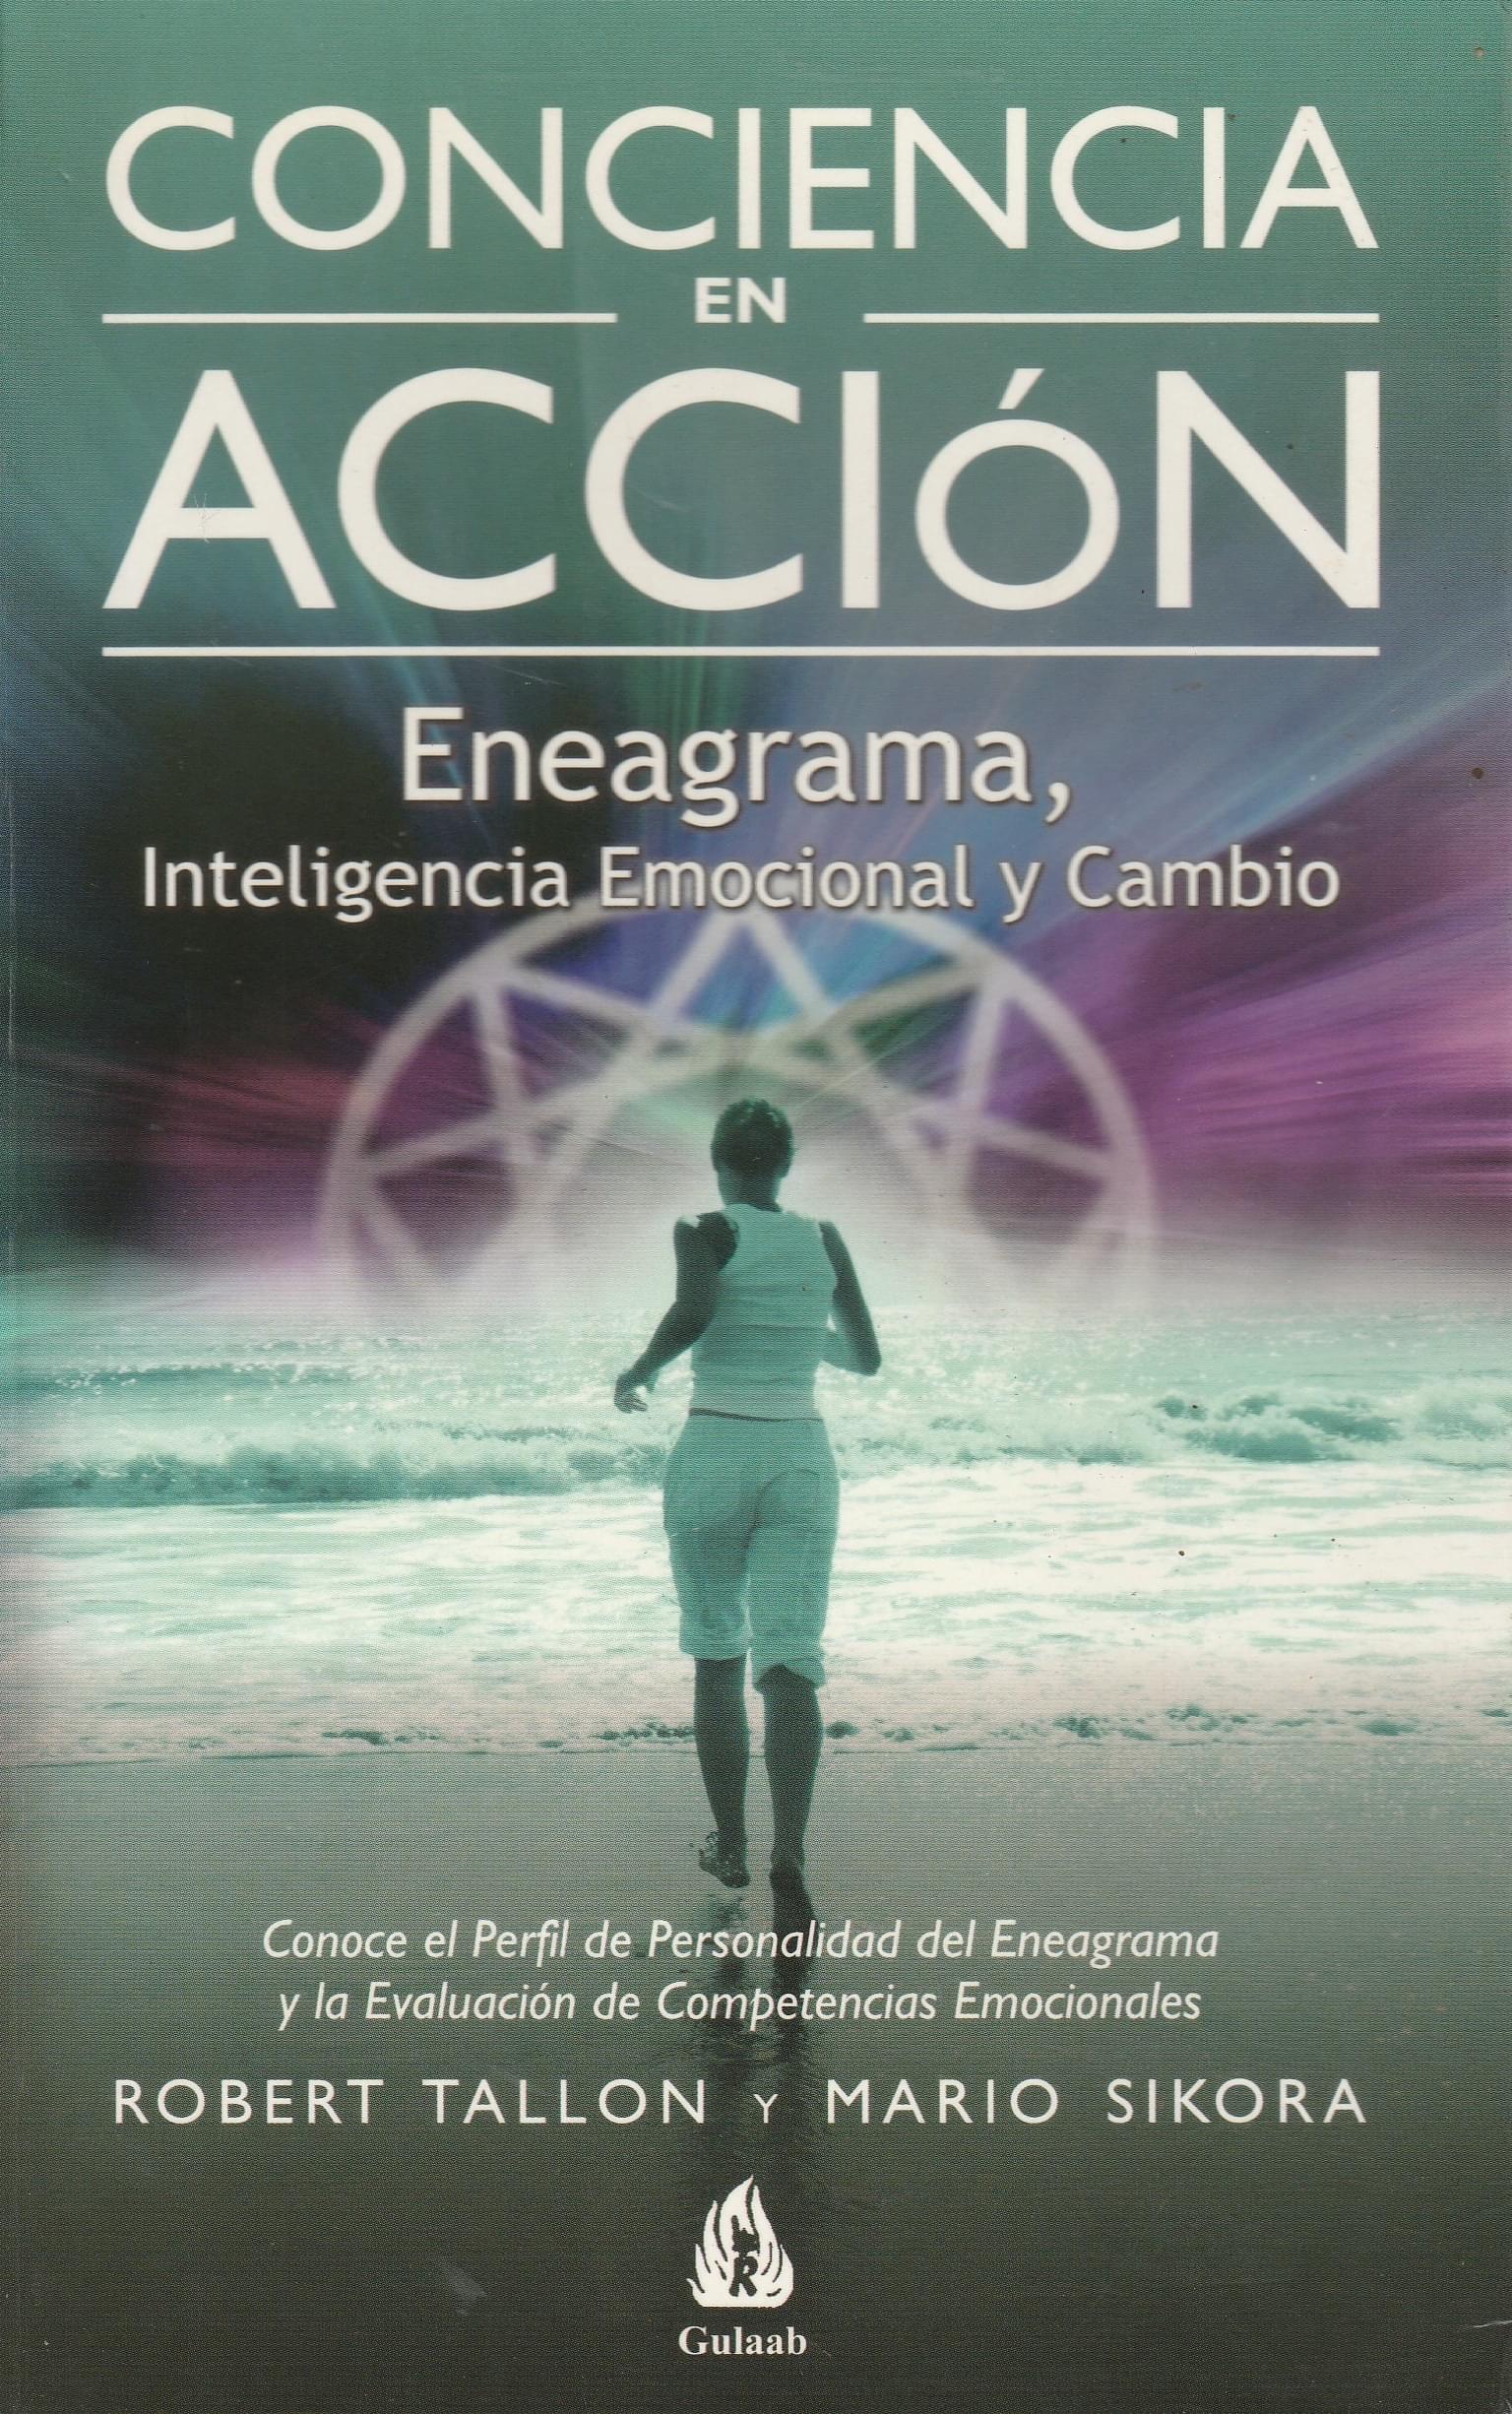 CONCIENCIA
EN
ACCIÓN
Eneagrama,
Inteligencia Emocional y Cambio
Conoce el Perfil de Personalidad del Eneagrama
y la Evaluación de Competencias Emocionales
ROBERT TALLON Y MARIO SIKORA
Gulaab